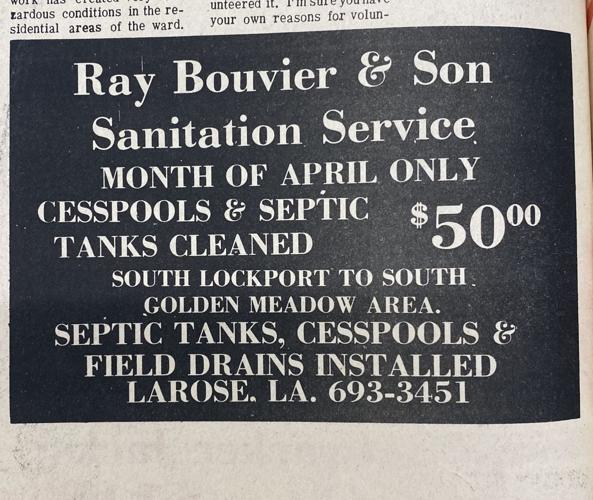 zardous conditions in the re-
sidential areas of the ward.
unteered it. I'm sure you have
your own reasons for volun-
Ray Bouvier & Son
Sanitation Service
MONTH OF APRIL ONLY
CESSPOOLS & SEPTIC
TANKS CLEANED
$50⁰⁰
SOUTH LOCKPORT TO SOUTH
GOLDEN MEADOW AREA.
SEPTIC TANKS, CESSPOOLS &
FIELD DRAINS INSTALLED
LAROSE, LA. 693-3451